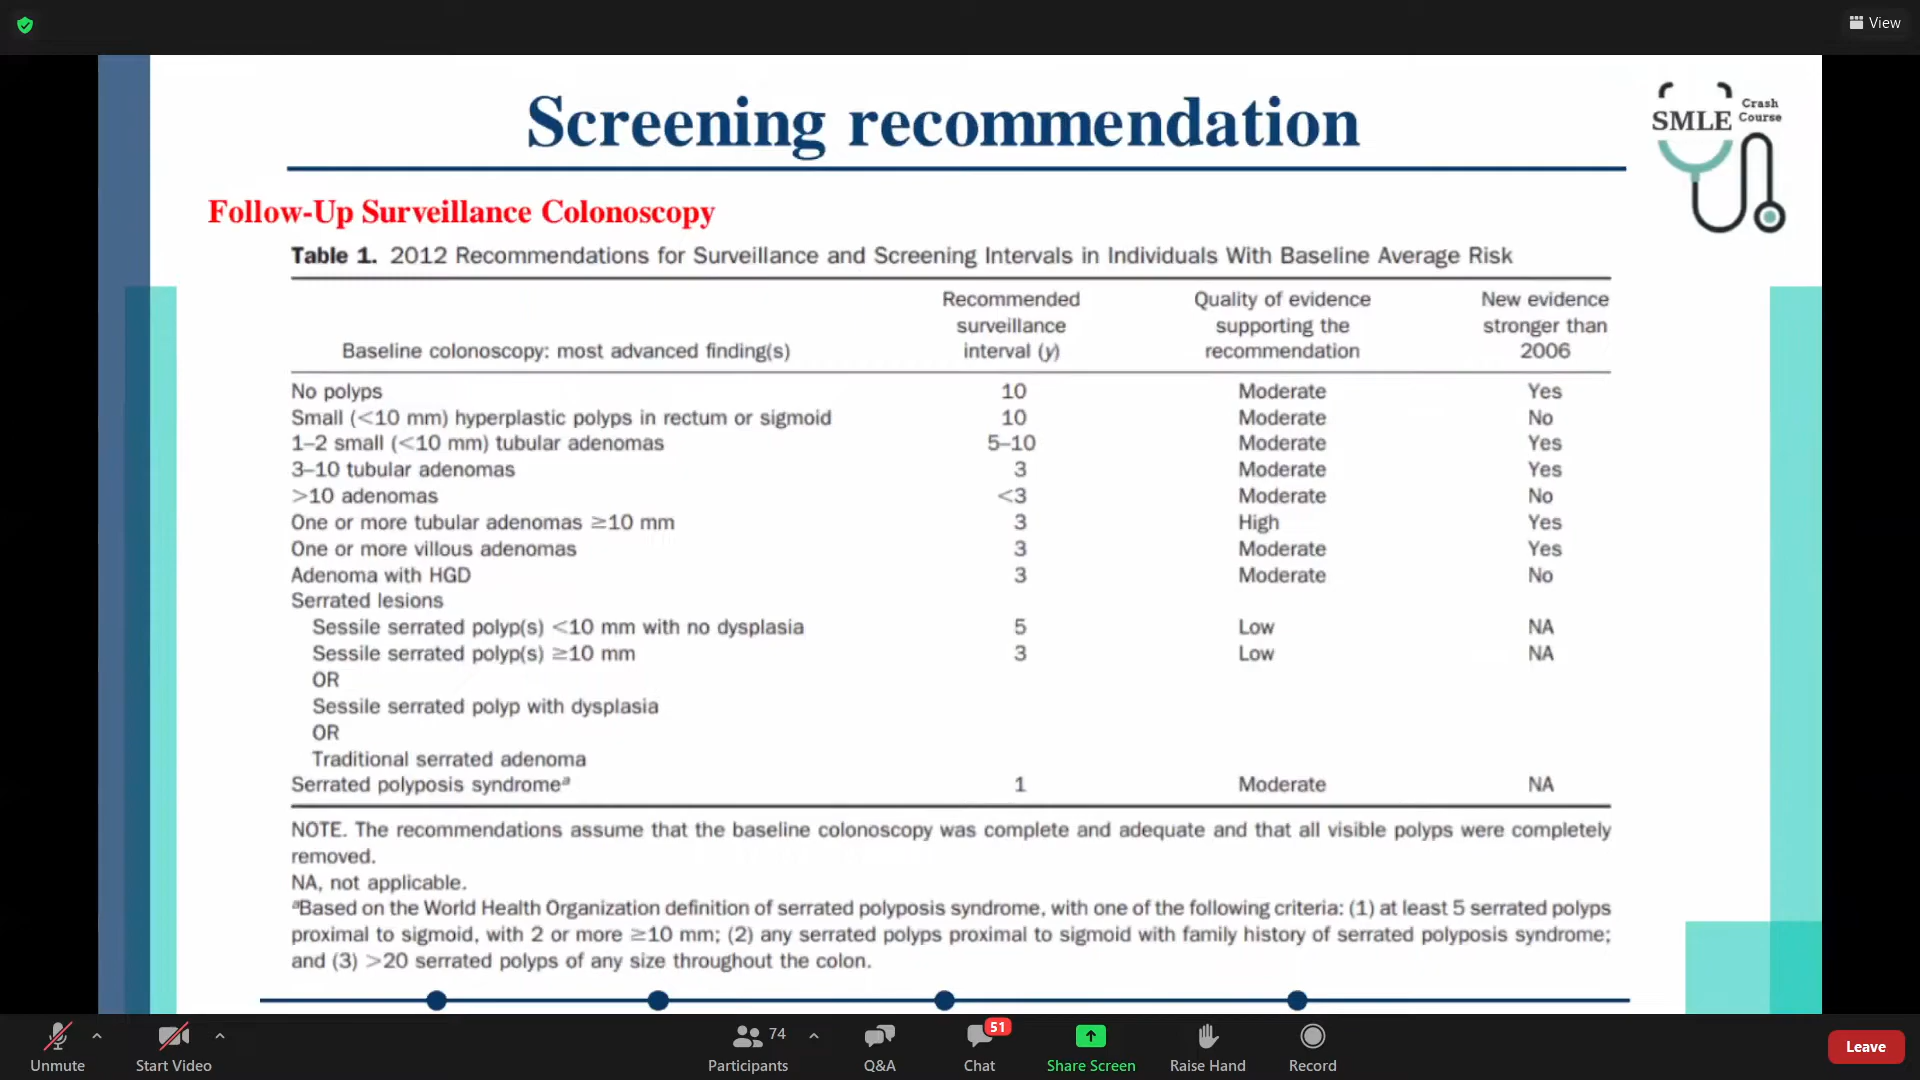 View
Screening recommendation
SMLE Crash Course
Follow-Up Surveillance Colonoscopy
Table 1. 2012 Recommendations for Surveillance and Screening Intervals in Individuals With Baseline Average Risk
Baseline colonoscopy: most advanced finding(s) Recommended surveillance interval (y) Quality of evidence supporting the recommendation New evidence stronger than 2006
No polyps 10 Moderate Yes
Small (<10 mm) hyperplastic polyps in rectum or sigmoid 10 Moderate No
1–2 small (<10 mm) tubular adenomas 5–10 Moderate Yes
3–10 tubular adenomas 3 Moderate Yes
>10 adenomas <3 Moderate No
One or more tubular adenomas ≥10 mm 3 High Yes
One or more villous adenomas 3 Moderate Yes
Adenoma with HGD 3 Moderate No
Serrated lesions
Sessile serrated polyp(s) <10 mm with no dysplasia 5 Low NA
Sessile serrated polyp(s) ≥10 mm 3 Low NA
OR
Sessile serrated polyp with dysplasia
OR
Traditional serrated adenoma
Serrated polyposis syndromeᵃ 1 Moderate NA
NOTE. The recommendations assume that the baseline colonoscopy was complete and adequate and that all visible polyps were completely
removed.
NA, not applicable.
ᵃBased on the World Health Organization definition of serrated polyposis syndrome, with one of the following criteria: (1) at least 5 serrated polyps
proximal to sigmoid, with 2 or more ≥10 mm; (2) any serrated polyps proximal to sigmoid with family history of serrated polyposis syndrome;
and (3) >20 serrated polyps of any size throughout the colon.
74 51
Unmute Start Video Participants Q&A Chat Share Screen Raise Hand Record Leave